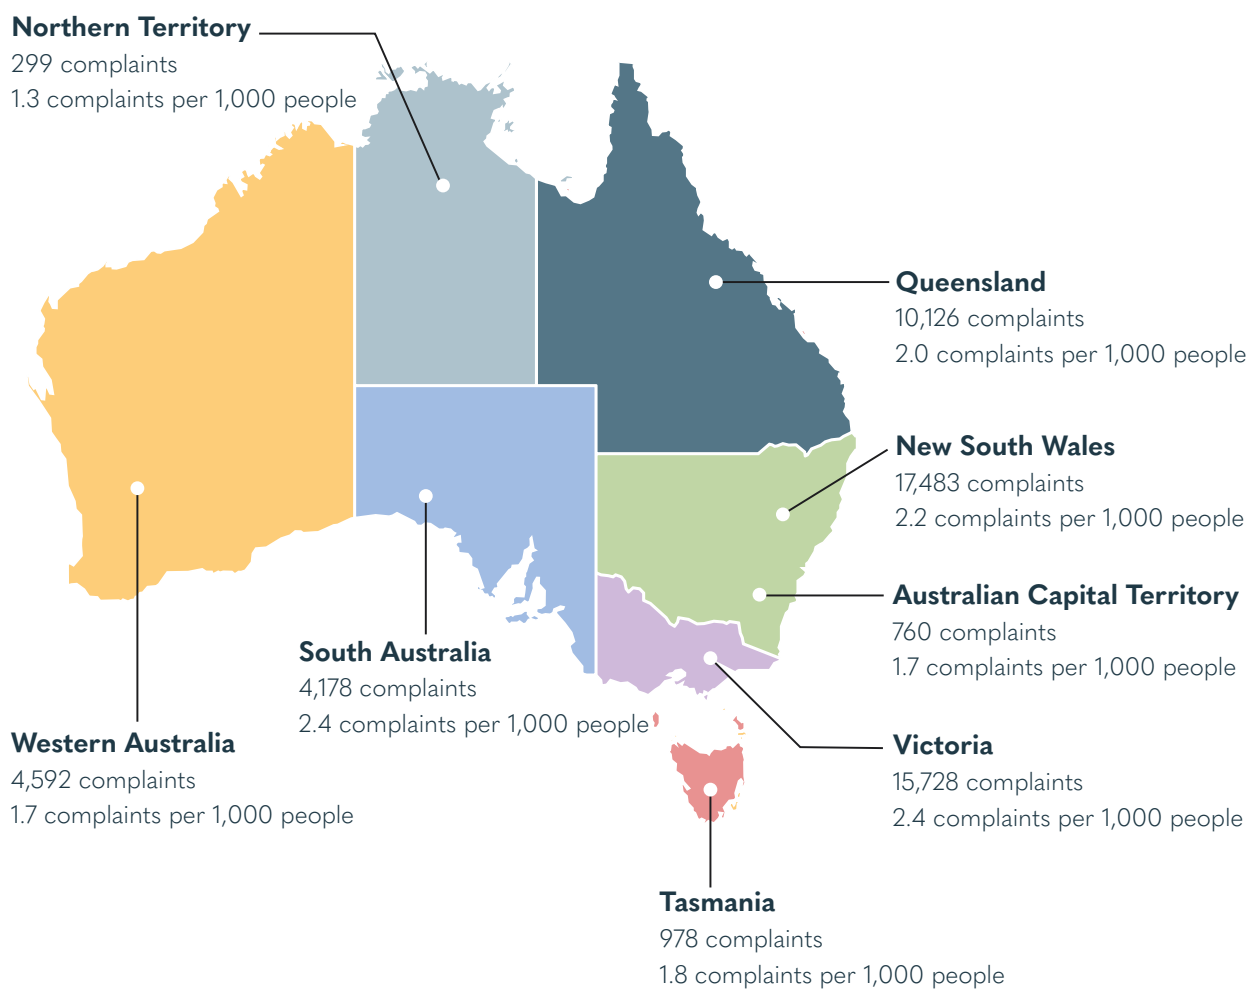 Northern Territory
299 complaints
1.3 complaints per 1,000 people
Queensland
10,126 complaints
2.0 complaints per 1,000 people
New South Wales
17,483 complaints
2.2 complaints per 1,000 people
Australian Capital Territory
760 complaints
1.7 complaints per 1,000 people
South Australia
4,178 complaints
2.4 complaints per 1,000 people
Western Australia
4,592 complaints
1.7 complaints per 1,000 people
Victoria
15,728 complaints
2.4 complaints per 1,000 people
Tasmania
978 complaints
1.8 complaints per 1,000 people